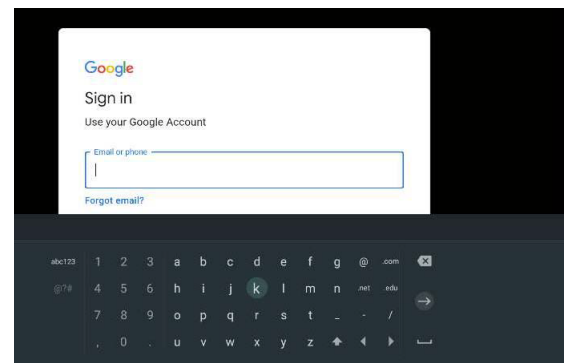 Google
Sign in
Use your Google Account
Email or phone
Forgot email?
abc123 1 2 3 a b c d e f g @ .com
@?# 4 5 6 h i j k l m n .net .edu
7 8 9 o p q r s t _ - /
, 0 . u v w x y z